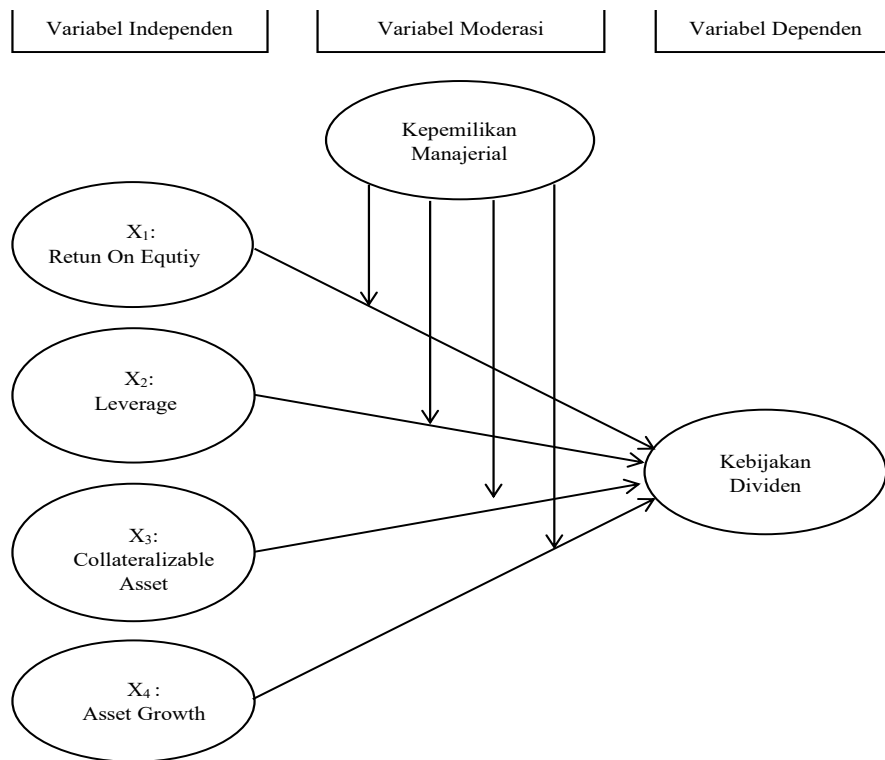 Variabel Independen
Variabel Moderasi
Variabel Dependen
Kepemilikan
Manajerial
X₁:
Retun On Equtiy
X₂:
Leverage
X₃:
Collateralizable
Asset
X₄ :
Asset Growth
Kebijakan
Dividen